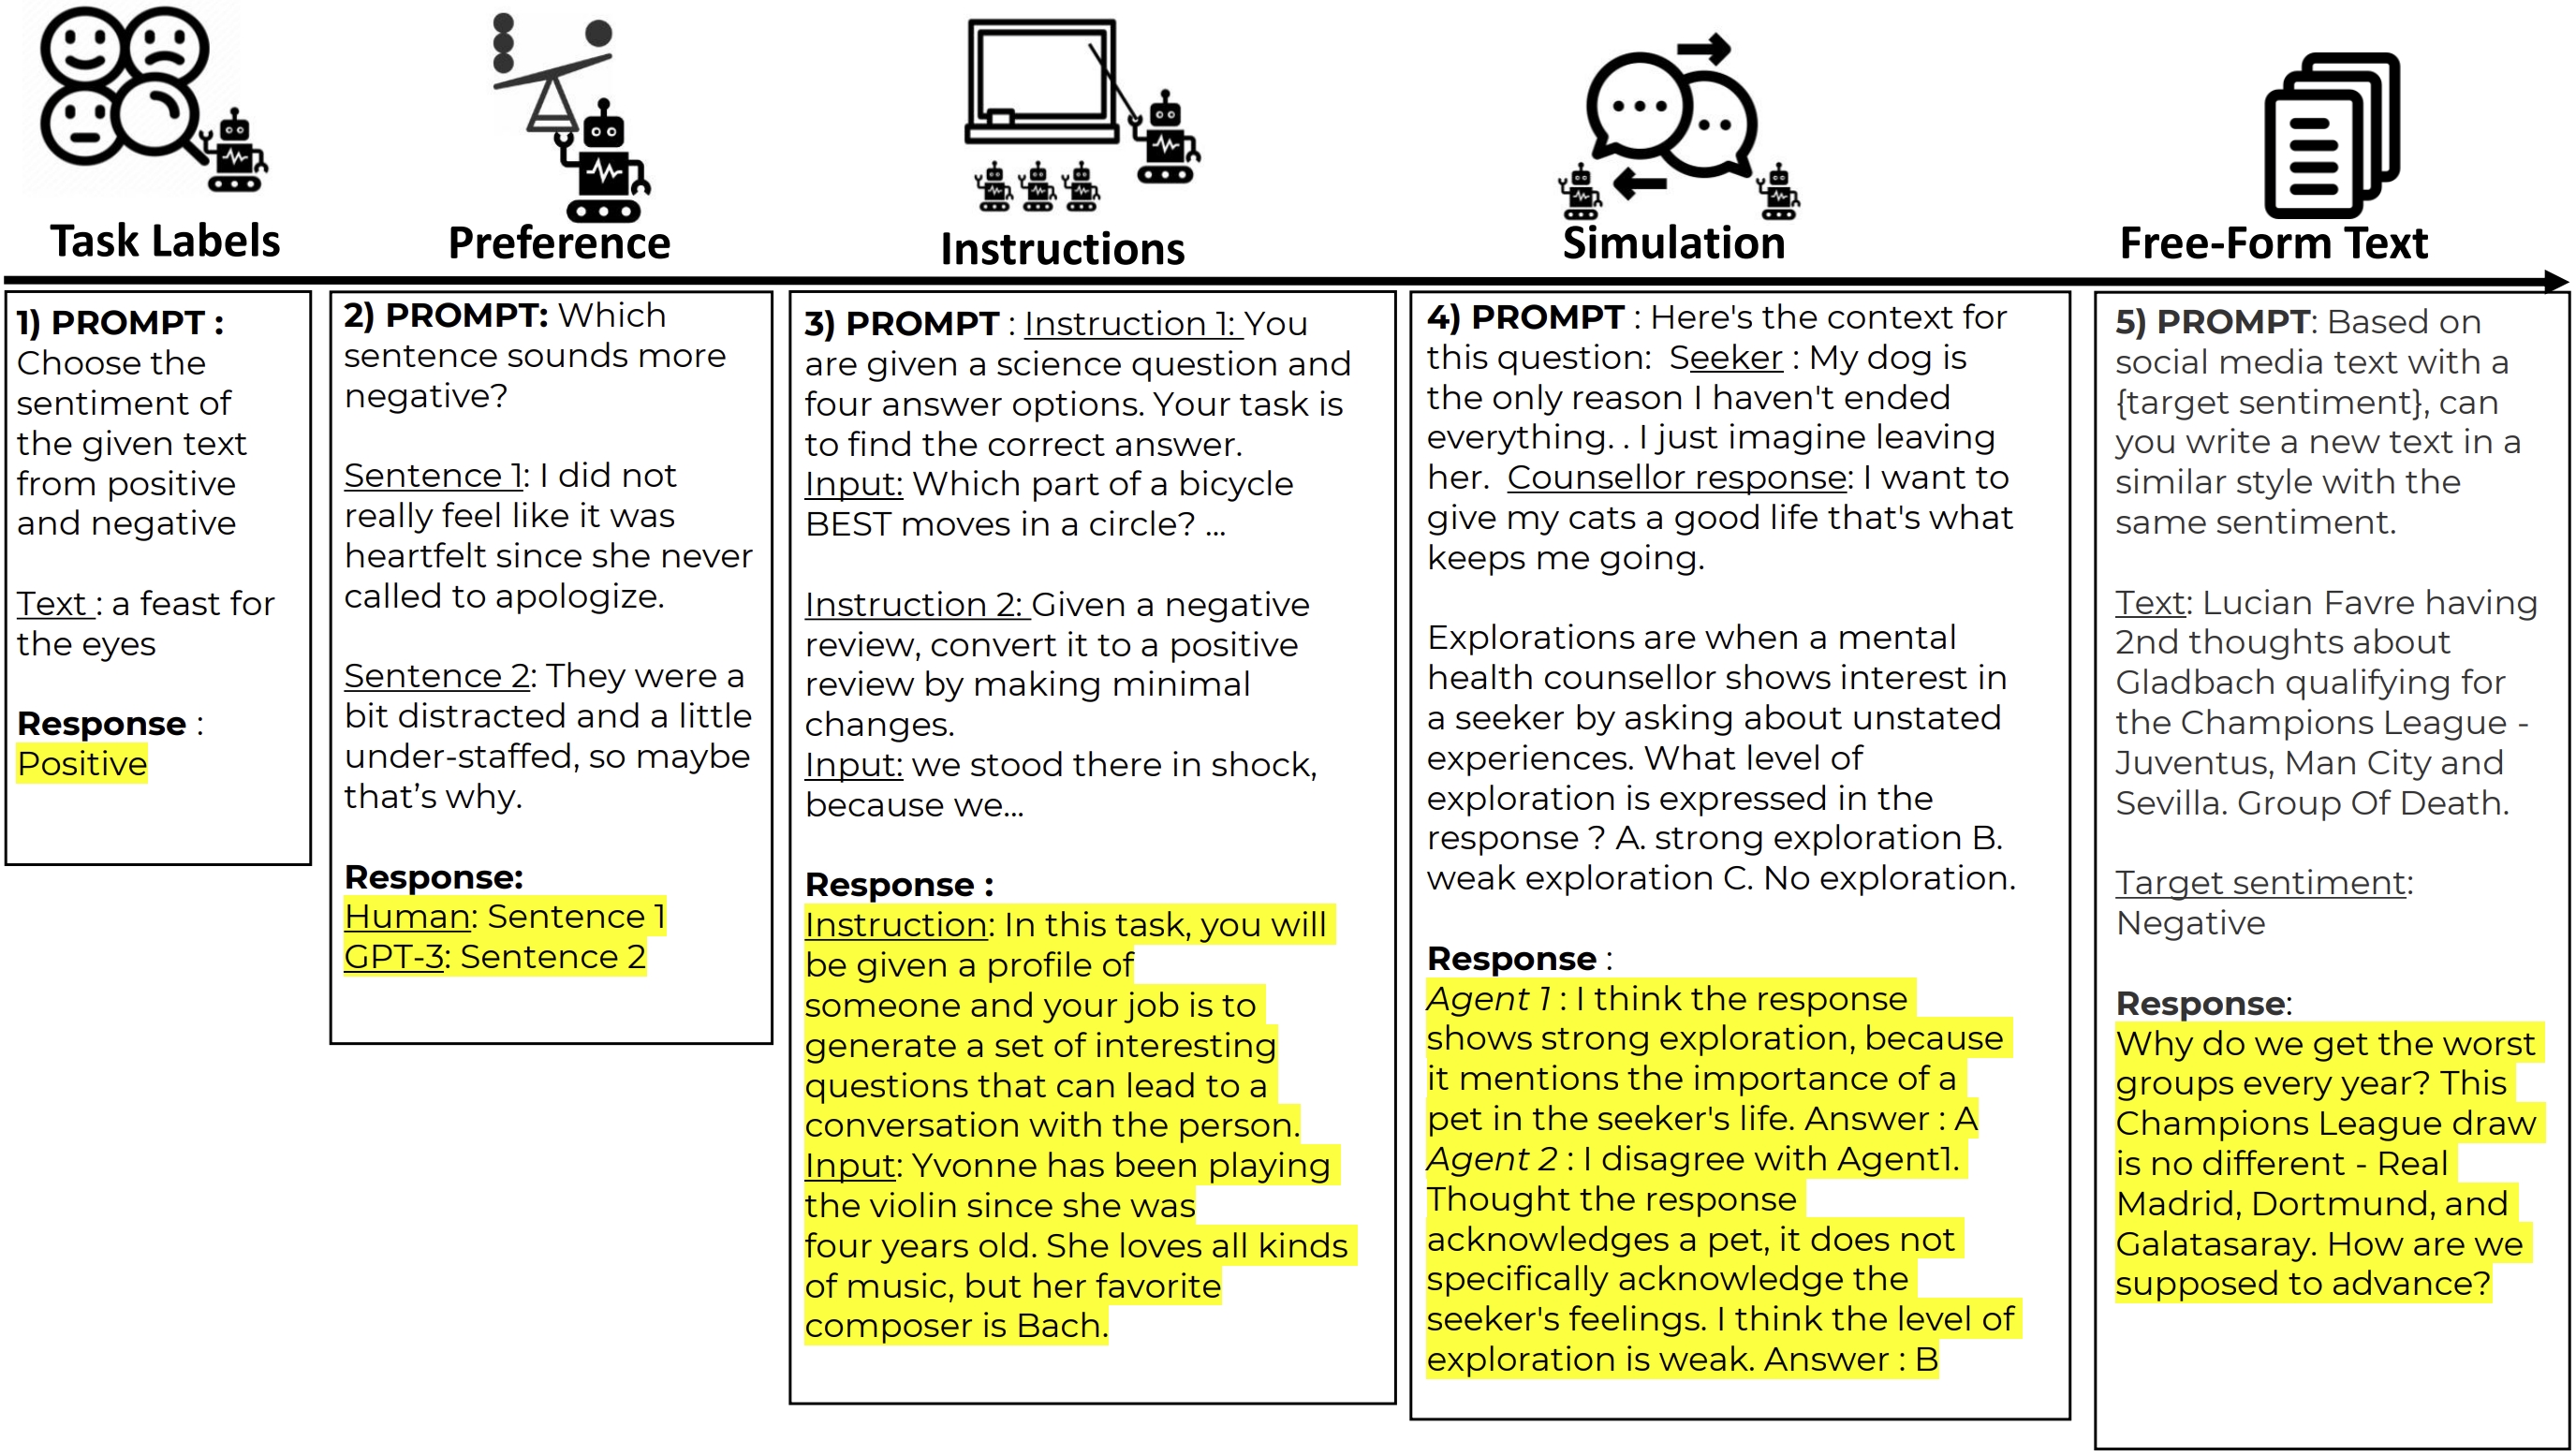 Task Labels
Preference
Instructions
Simulation
Free-Form Text
1) PROMPT :
Choose the
sentiment of
the given text
from positive
and negative
Text : a feast for
the eyes
Response :
Positive
2) PROMPT: Which
sentence sounds more
negative?
Sentence 1: I did not
really feel like it was
heartfelt since she never
called to apologize.
Sentence 2: They were a
bit distracted and a little
under-staffed, so maybe
that’s why.
Response:
Human: Sentence 1
GPT-3: Sentence 2
3) PROMPT : Instruction 1: You
are given a science question and
four answer options. Your task is
to find the correct answer.
Input: Which part of a bicycle
BEST moves in a circle? ...
Instruction 2: Given a negative
review, convert it to a positive
review by making minimal
changes.
Input: we stood there in shock,
because we...
Response :
Instruction: In this task, you will
be given a profile of
someone and your job is to
generate a set of interesting
questions that can lead to a
conversation with the person.
Input: Yvonne has been playing
the violin since she was
four years old. She loves all kinds
of music, but her favorite
composer is Bach.
4) PROMPT : Here's the context for
this question: Seeker : My dog is
the only reason I haven't ended
everything. . I just imagine leaving
her. Counsellor response: I want to
give my cats a good life that's what
keeps me going.
Explorations are when a mental
health counsellor shows interest in
a seeker by asking about unstated
experiences. What level of
exploration is expressed in the
response ? A. strong exploration B.
weak exploration C. No exploration.
Response :
Agent 1 : I think the response
shows strong exploration, because
it mentions the importance of a
pet in the seeker's life. Answer : A
Agent 2 : I disagree with Agent1.
Thought the response
acknowledges a pet, it does not
specifically acknowledge the
seeker's feelings. I think the level of
exploration is weak. Answer : B
5) PROMPT: Based on
social media text with a
{target sentiment}, can
you write a new text in a
similar style with the
same sentiment.
Text: Lucian Favre having
2nd thoughts about
Gladbach qualifying for
the Champions League -
Juventus, Man City and
Sevilla. Group Of Death.
Target sentiment:
Negative
Response:
Why do we get the worst
groups every year? This
Champions League draw
is no different - Real
Madrid, Dortmund, and
Galatasaray. How are we
supposed to advance?